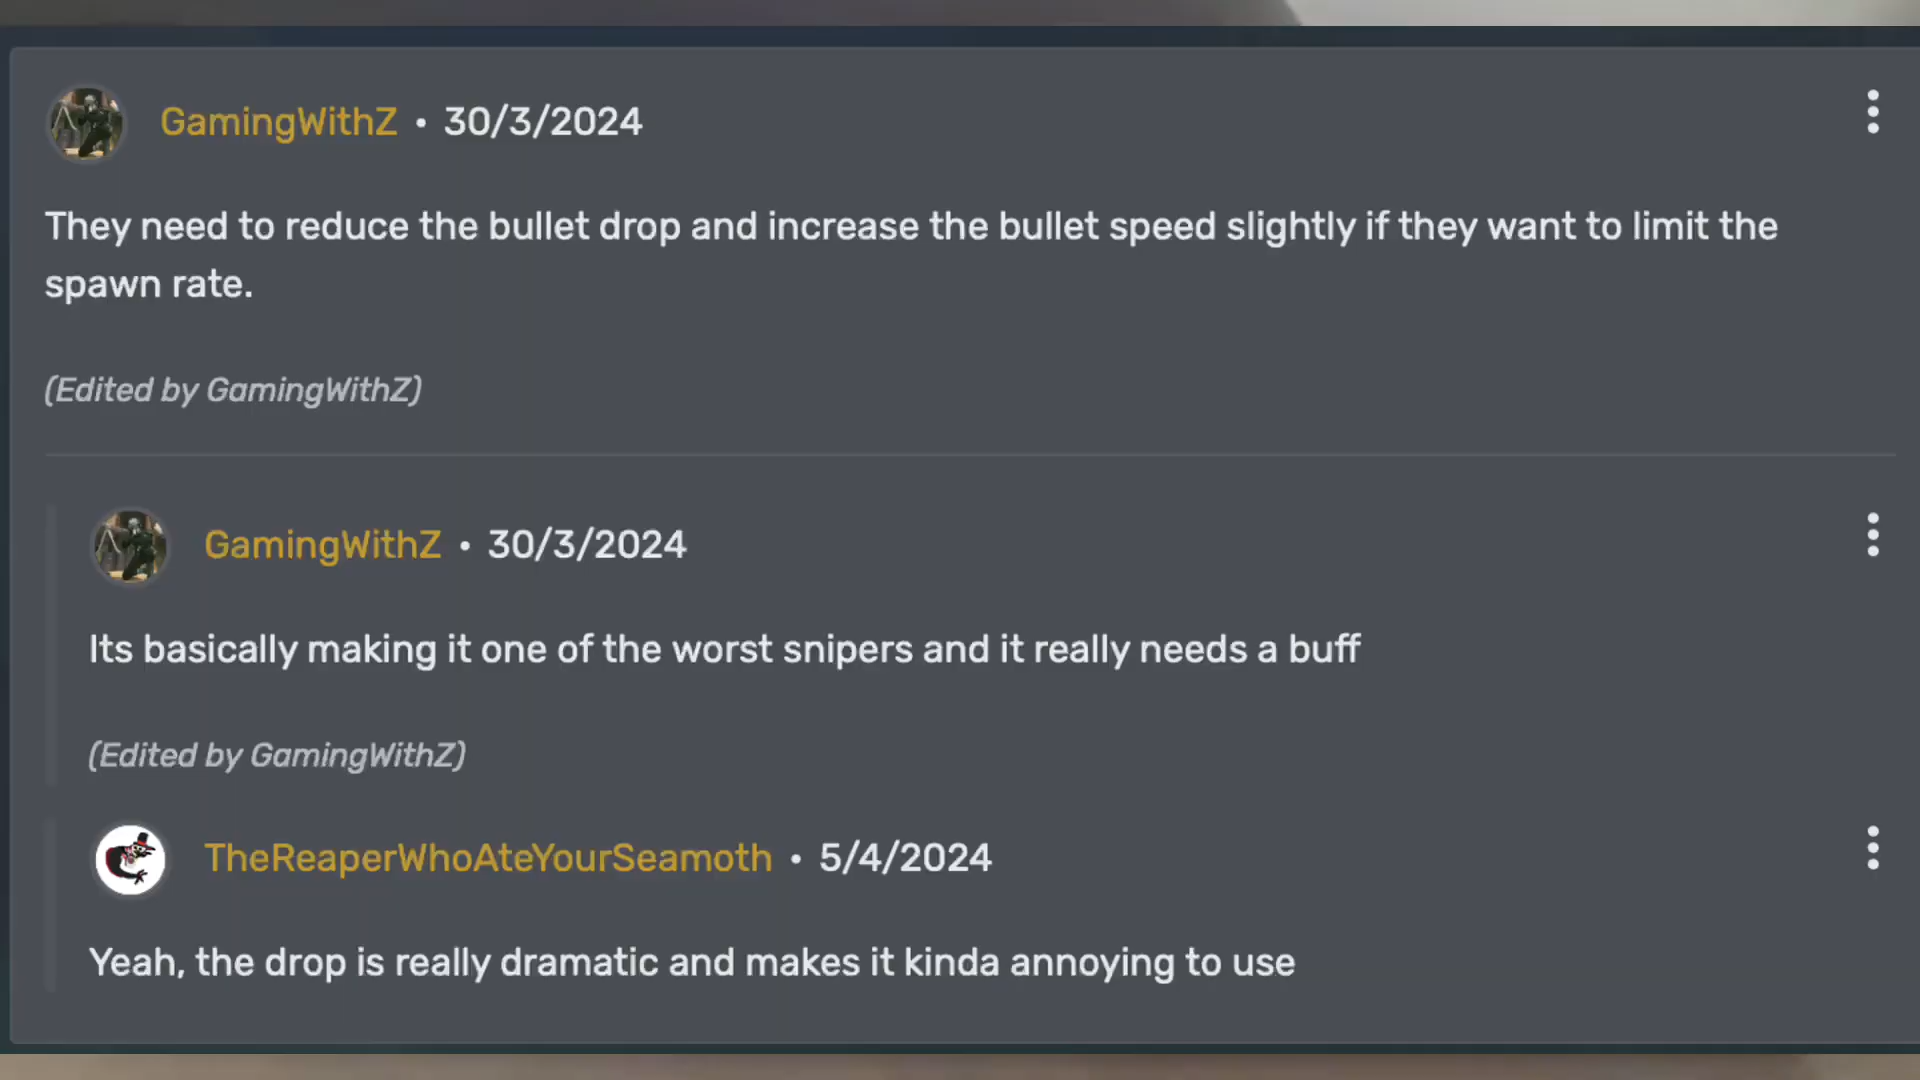 GamingWithZ • 30/3/2024
They need to reduce the bullet drop and increase the bullet speed slightly if they want to limit the
spawn rate.
(Edited by GamingWithZ)
GamingWithZ • 30/3/2024
Its basically making it one of the worst snipers and it really needs a buff
(Edited by GamingWithZ)
TheReaperWhoAteYourSeamoth • 5/4/2024
Yeah, the drop is really dramatic and makes it kinda annoying to use